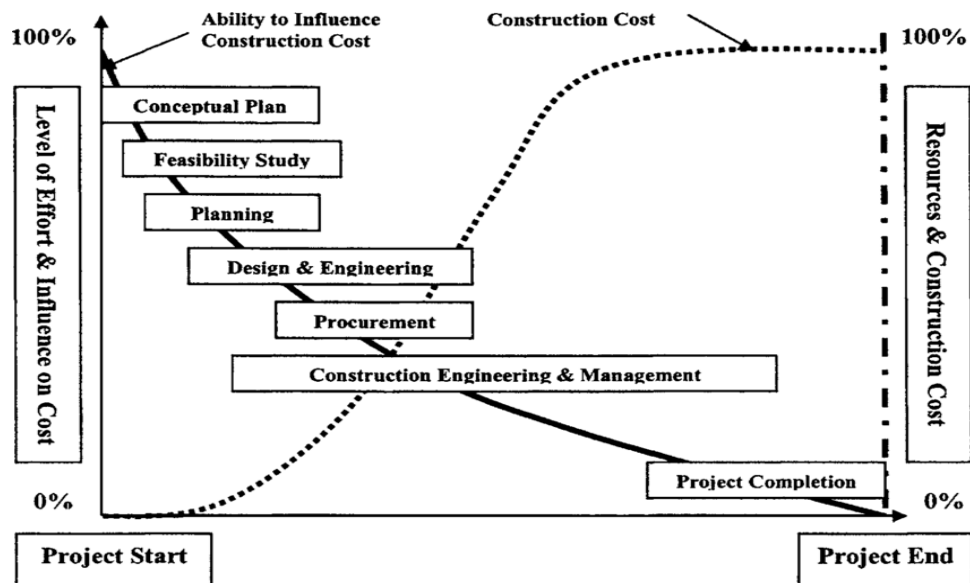 Ability to Influence
Construction Cost
Construction Cost
100%
100%
Level of Effort & Influence on Cost
Resources & Construction Cost
Conceptual Plan
Feasibility Study
Planning
Design & Engineering
Procurement
Construction Engineering & Management
Project Completion
0%
0%
Project Start
Project End